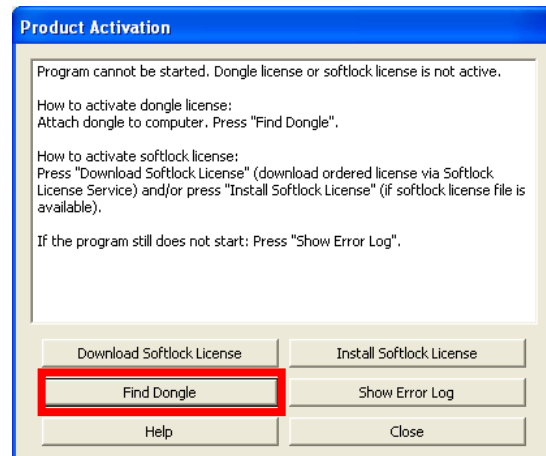 Product Activation
Program cannot be started. Dongle license or softlock license is not active.
How to activate dongle license:
Attach dongle to computer. Press "Find Dongle".
How to activate softlock license:
Press "Download Softlock License" (download ordered license via Softlock
License Service) and/or press "Install Softlock License" (if softlock license file is
available).
If the program still does not start: Press "Show Error Log".
Download Softlock License
Install Softlock License
Find Dongle
Show Error Log
Help
Close